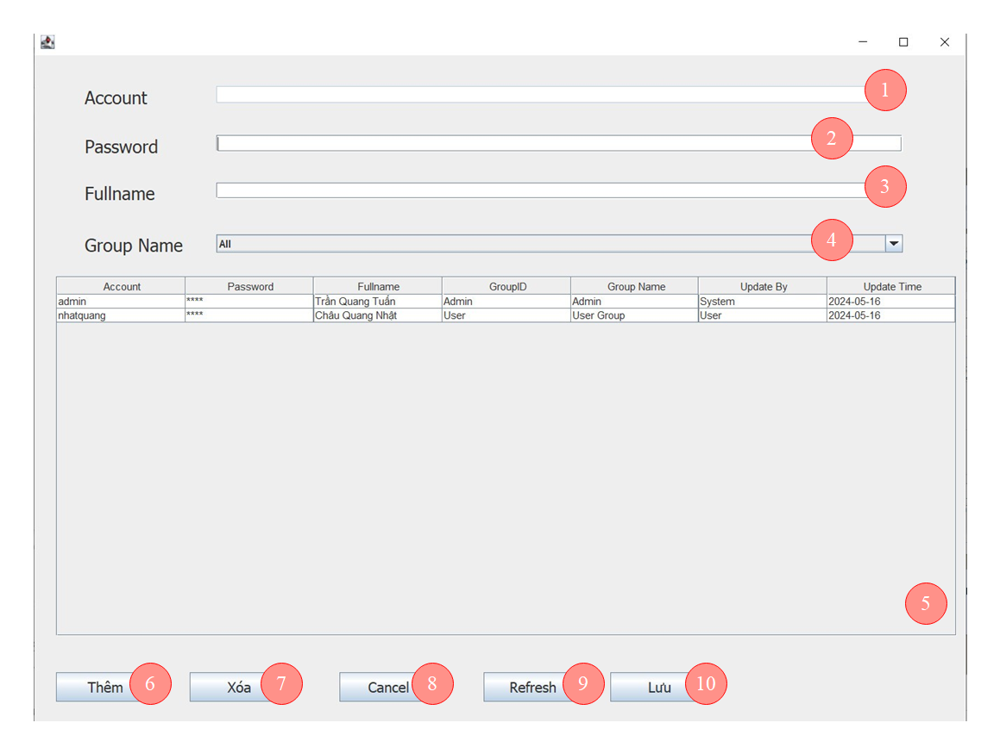 Account 1
Password 2
Fullname 3
Group Name All 4
Account Password Fullname GroupID Group Name Update By Update Time
admin **** Trần Quang Tuấn Admin Admin System 2024-05-16
nhatquang **** Châu Quang Nhật User User Group User 2024-05-16
5
Thêm 6 Xóa 7 Cancel 8 Refresh 9 Lưu 10